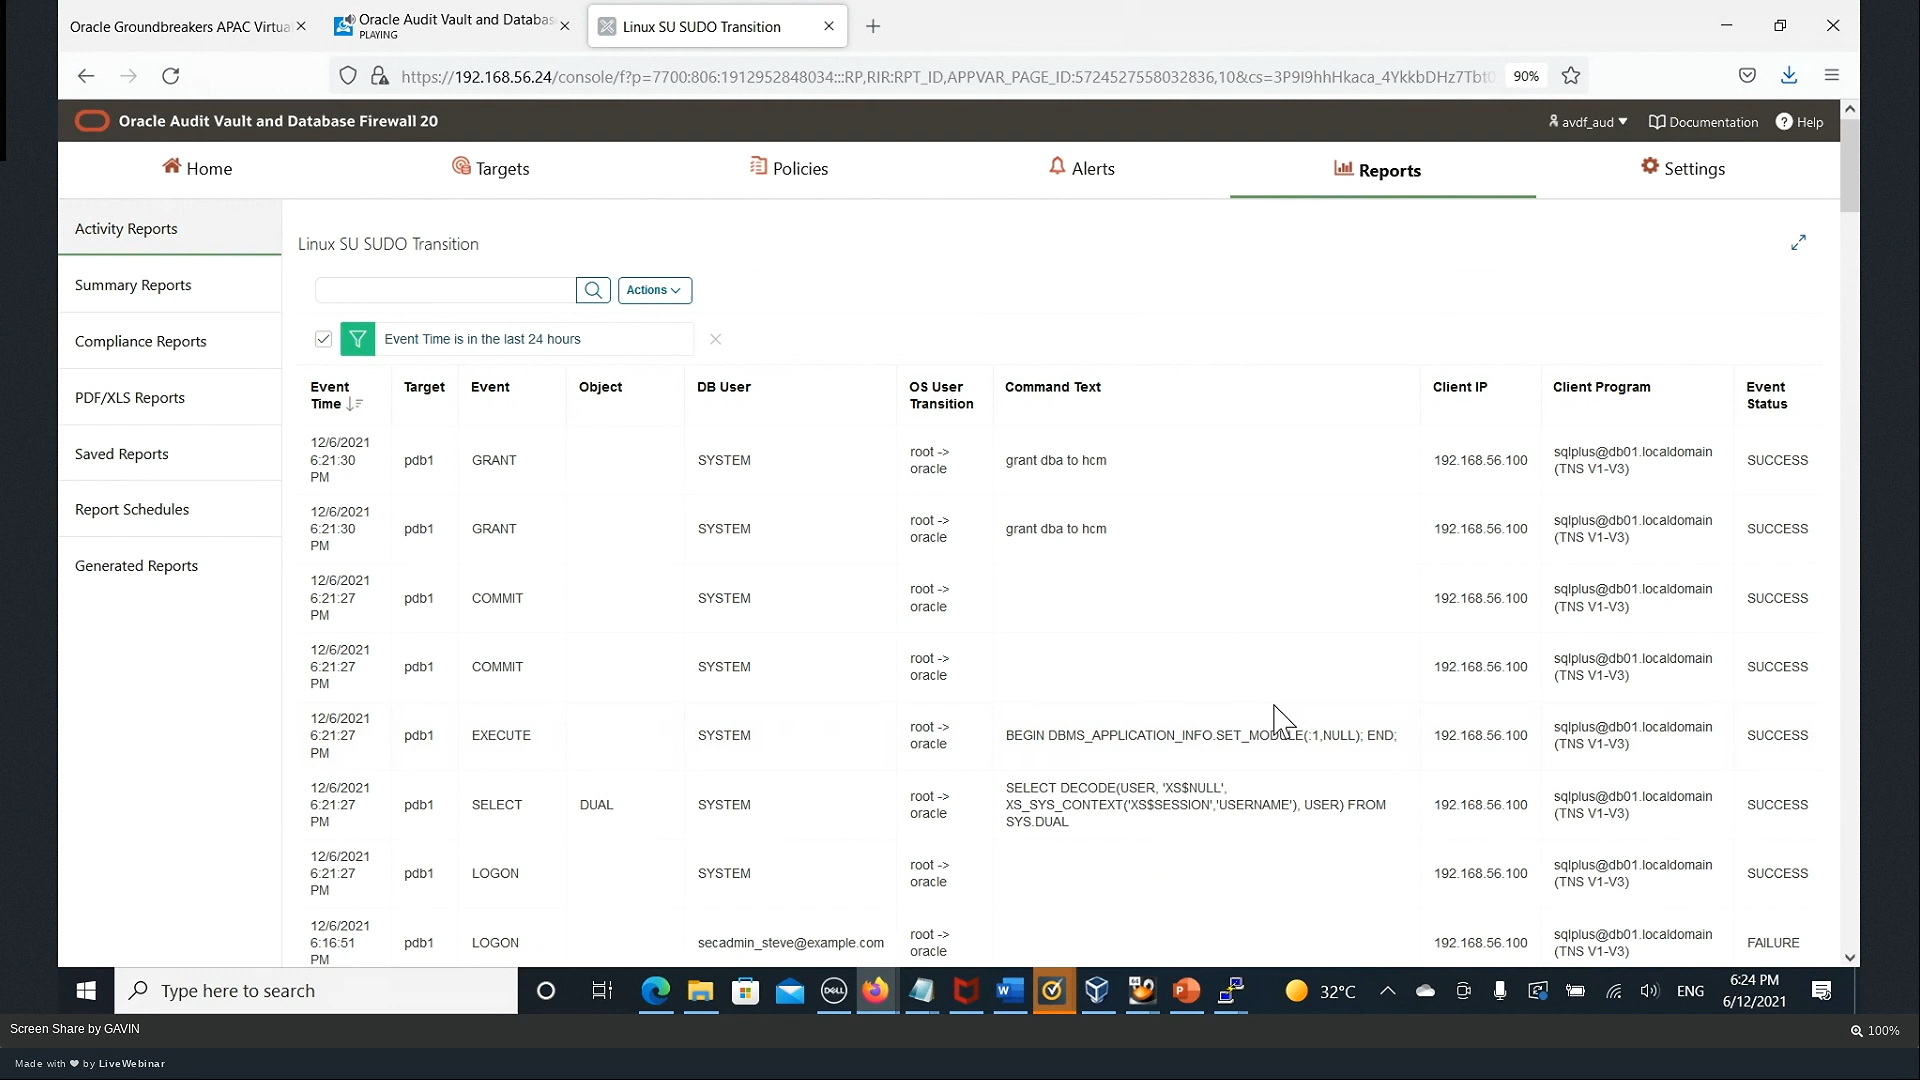 Oracle Groundbreakers APAC Virtua
Oracle Audit Vault and Databas
PLAYING
Linux SU SUDO Transition
https://192.168.56.24/console/f?p=7700:806:1912952848034:::RP,RIR:RPT_ID,APPVAR_PAGE_ID:5724527558032836,10&cs=3P9I9hhHkaca_4YkkbDHz7Tbt
90%
Oracle Audit Vault and Database Firewall 20
avdf_aud
Documentation
Help
Home
Targets
Policies
Alerts
Reports
Settings
Activity Reports
Summary Reports
Compliance Reports
PDF/XLS Reports
Saved Reports
Report Schedules
Generated Reports
Linux SU SUDO Transition
Actions
Event Time is in the last 24 hours
Event Time Target Event Object DB User OS User Transition Command Text Client IP Client Program Event Status
12/6/2021 6:21:30 PM pdb1 GRANT SYSTEM root -> oracle grant dba to hcm 192.168.56.100 sqlplus@db01.localdomain (TNS V1-V3) SUCCESS
12/6/2021 6:21:30 PM pdb1 GRANT SYSTEM root -> oracle grant dba to hcm 192.168.56.100 sqlplus@db01.localdomain (TNS V1-V3) SUCCESS
12/6/2021 6:21:27 PM pdb1 COMMIT SYSTEM root -> oracle 192.168.56.100 sqlplus@db01.localdomain (TNS V1-V3) SUCCESS
12/6/2021 6:21:27 PM pdb1 COMMIT SYSTEM root -> oracle 192.168.56.100 sqlplus@db01.localdomain (TNS V1-V3) SUCCESS
12/6/2021 6:21:27 PM pdb1 EXECUTE SYSTEM root -> oracle BEGIN DBMS_APPLICATION_INFO.SET_MODULE(:1,NULL); END; 192.168.56.100 sqlplus@db01.localdomain (TNS V1-V3) SUCCESS
12/6/2021 6:21:27 PM pdb1 SELECT DUAL SYSTEM root -> oracle SELECT DECODE(USER, 'XS$NULL', XS_SYS_CONTEXT('XS$SESSION','USERNAME'), USER) FROM SYS.DUAL 192.168.56.100 sqlplus@db01.localdomain (TNS V1-V3) SUCCESS
12/6/2021 6:21:27 PM pdb1 LOGON SYSTEM root -> oracle 192.168.56.100 sqlplus@db01.localdomain (TNS V1-V3) SUCCESS
12/6/2021 6:16:51 PM pdb1 LOGON secadmin_steve@example.com root -> oracle 192.168.56.100 sqlplus@db01.localdomain (TNS V1-V3) FAILURE
Type here to search
DELL
32°C
ENG
6:24 PM
6/12/2021
Screen Share by GAVIN
100%
Made with ❤ by LiveWebinar